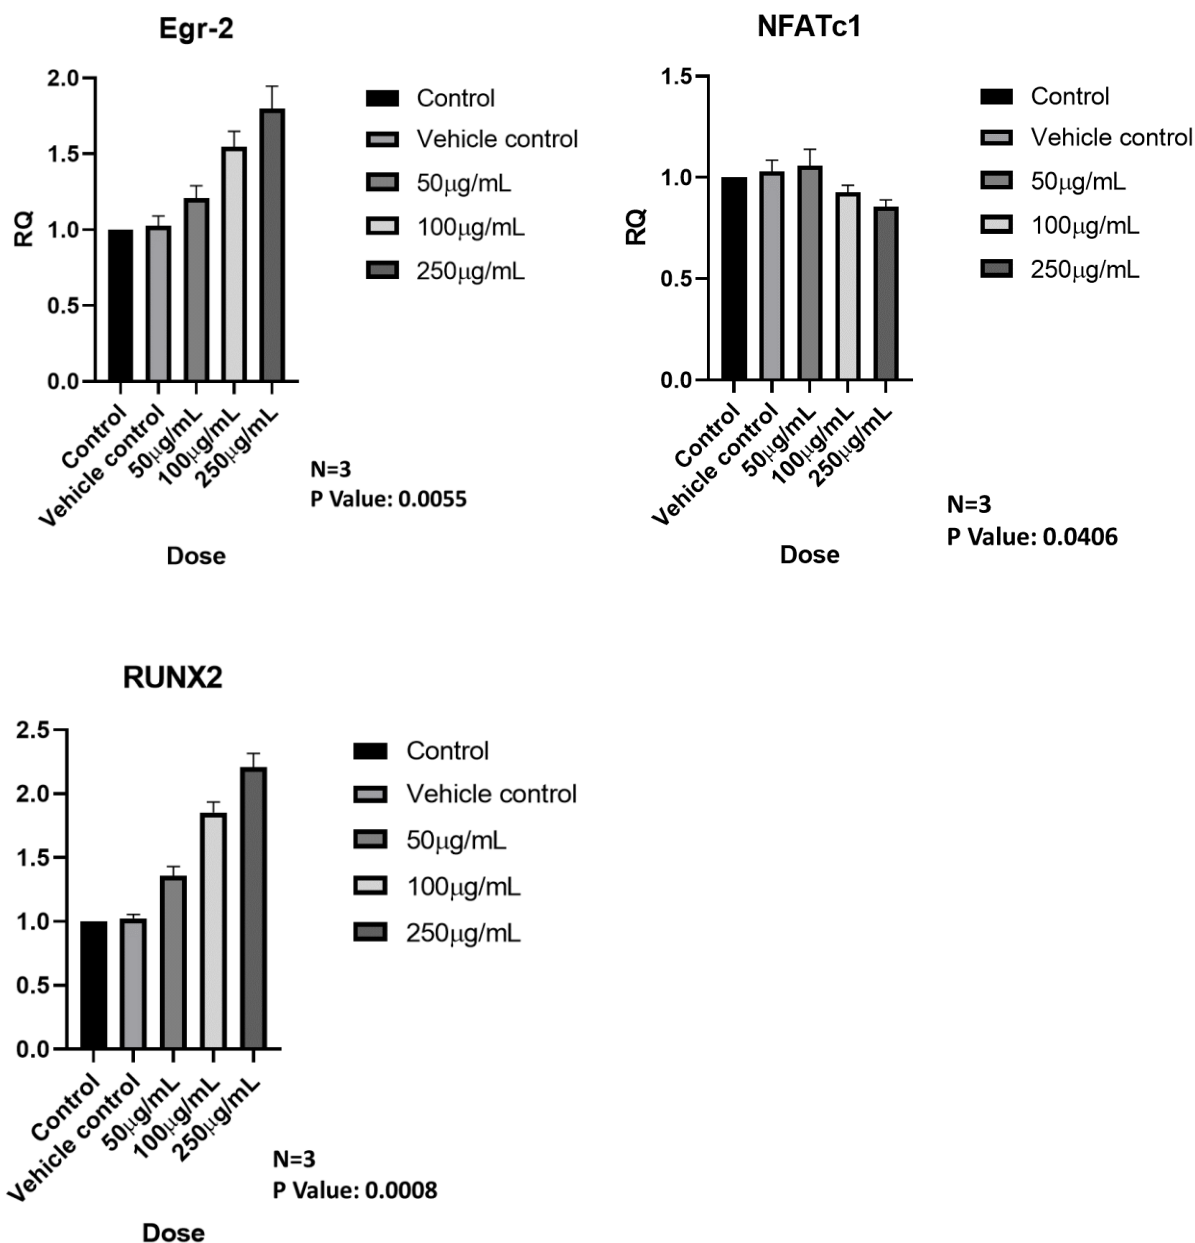 Egr-2
RQ
2.0
1.5
1.0
0.5
0.0
Control
Vehicle control
50μg/mL
100μg/mL
250μg/mL
Dose
Control
Vehicle control
50μg/mL
100μg/mL
250μg/mL
N=3
P Value: 0.0055
NFATc1
RQ
1.5
1.0
0.5
0.0
Control
Vehicle control
50μg/mL
100μg/mL
250μg/mL
Dose
Control
Vehicle control
50μg/mL
100μg/mL
250μg/mL
N=3
P Value: 0.0406
RUNX2
2.5
2.0
1.5
1.0
0.5
0.0
Control
Vehicle control
50μg/mL
100μg/mL
250μg/mL
Dose
Control
Vehicle control
50μg/mL
100μg/mL
250μg/mL
N=3
P Value: 0.0008